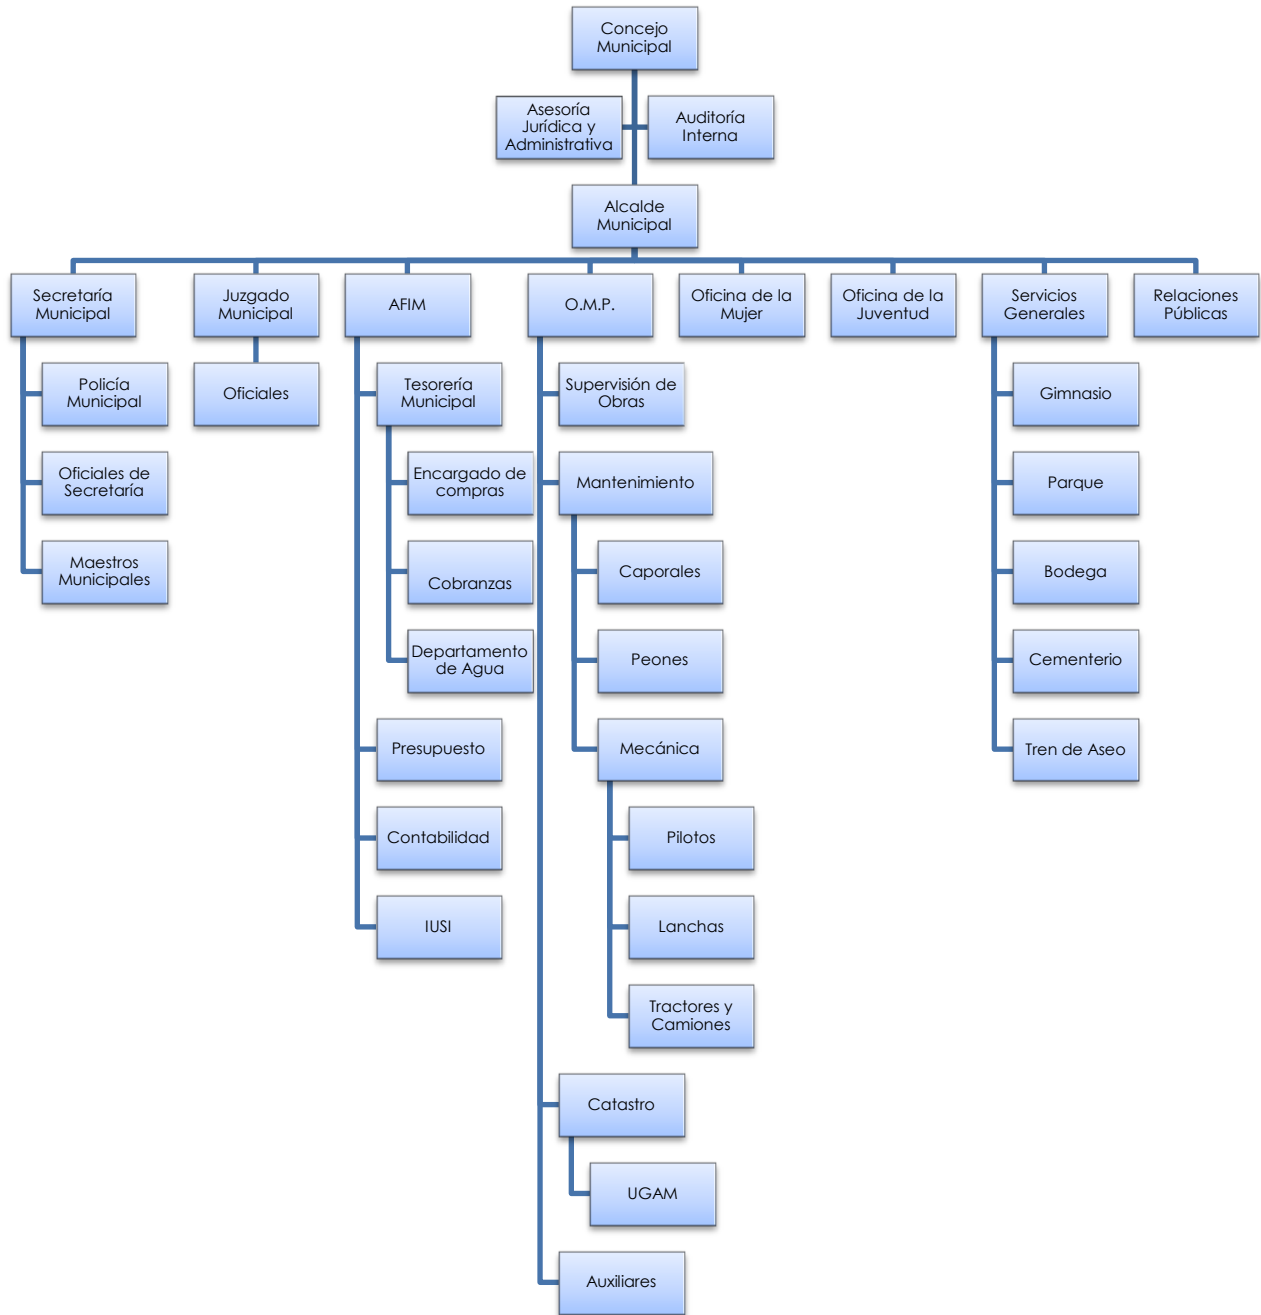 Concejo
Municipal
Asesoría
Jurídica y
Administrativa
Auditoría
Interna
Alcalde
Municipal
Secretaría
Municipal
Juzgado
Municipal
AFIM
O.M.P.
Oficina de la
Mujer
Oficina de la
Juventud
Servicios
Generales
Relaciones
Públicas
Policía
Municipal
Oficiales de
Secretaría
Maestros
Municipales
Oficiales
Tesorería
Municipal
Encargado de
compras
Cobranzas
Departamento
de Agua
Presupuesto
Contabilidad
IUSI
Supervisión de
Obras
Mantenimiento
Caporales
Peones
Mecánica
Pilotos
Lanchas
Tractores y
Camiones
Catastro
UGAM
Auxiliares
Gimnasio
Parque
Bodega
Cementerio
Tren de Aseo